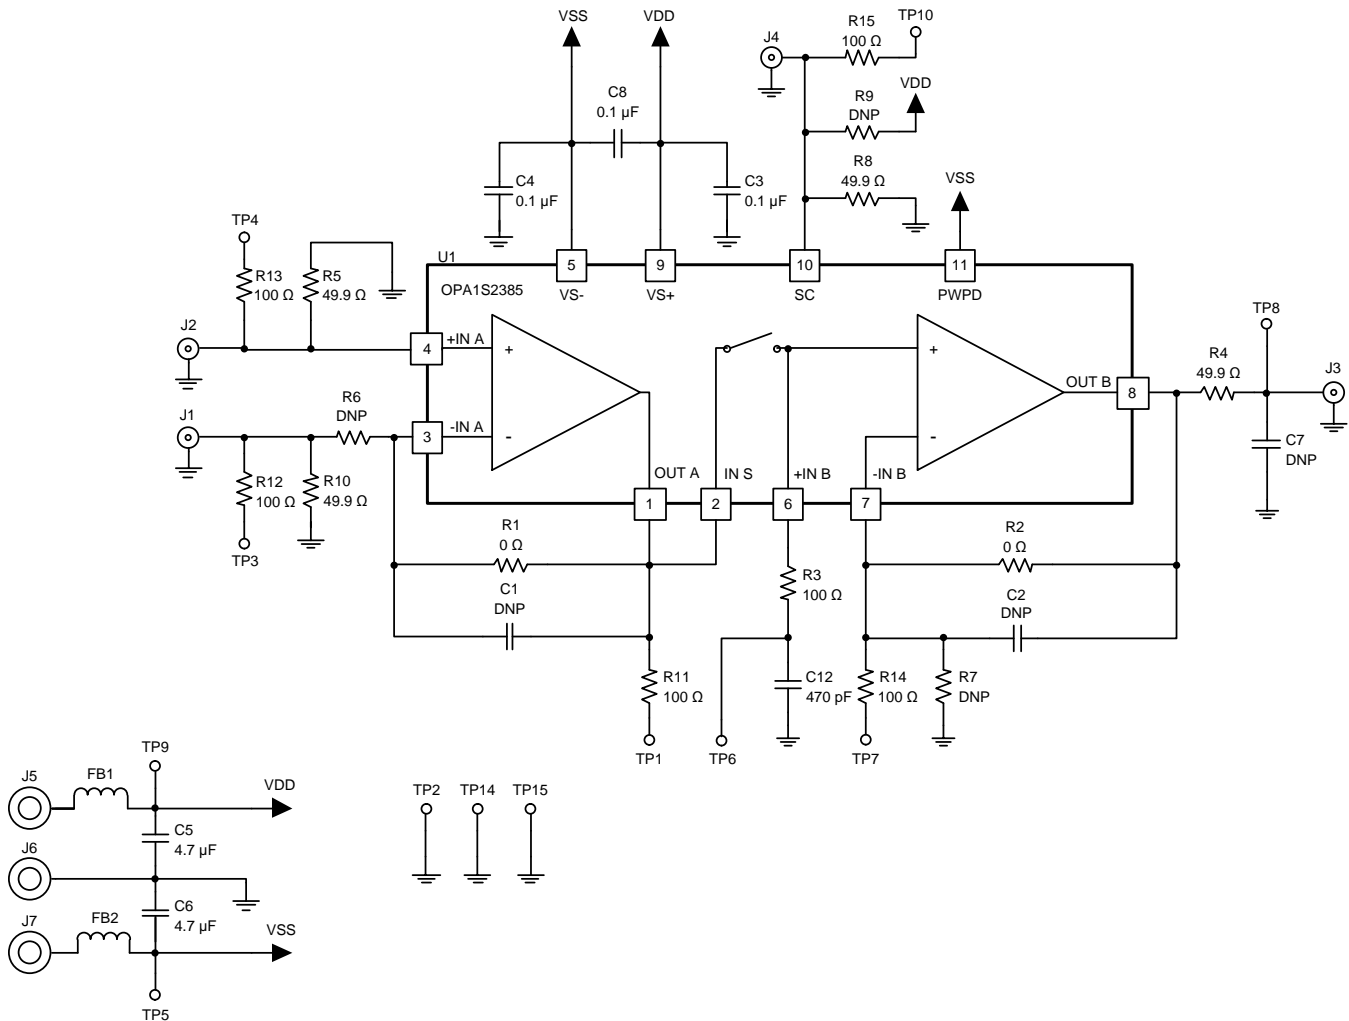 VSS
VDD
J4
R15
100 Ω
TP10
C8
0.1 µF
R9
DNP
VDD
C4
0.1 µF
C3
0.1 µF
R8
49.9 Ω
VSS
TP4
R13
100 Ω
R5
49.9 Ω
U1
OPA1S2385
5
VS-
9
VS+
10
SC
11
PWPD
J2
4
+IN A
+
+
TP8
R4
49.9 Ω
J3
OUT B
8
J1
R6
DNP
3
-IN A
-
-
C7
DNP
R12
100 Ω
R10
49.9 Ω
TP3
OUT A
IN S
+IN B
-IN B
1
2
6
7
R1
0 Ω
C1
DNP
R2
0 Ω
C2
DNP
R3
100 Ω
R11
100 Ω
C12
470 pF
R14
100 Ω
R7
DNP
TP1
TP6
TP7
TP9
J5
FB1
VDD
C5
4.7 µF
J6
C6
4.7 µF
J7
FB2
VSS
TP5
TP2
TP14
TP15